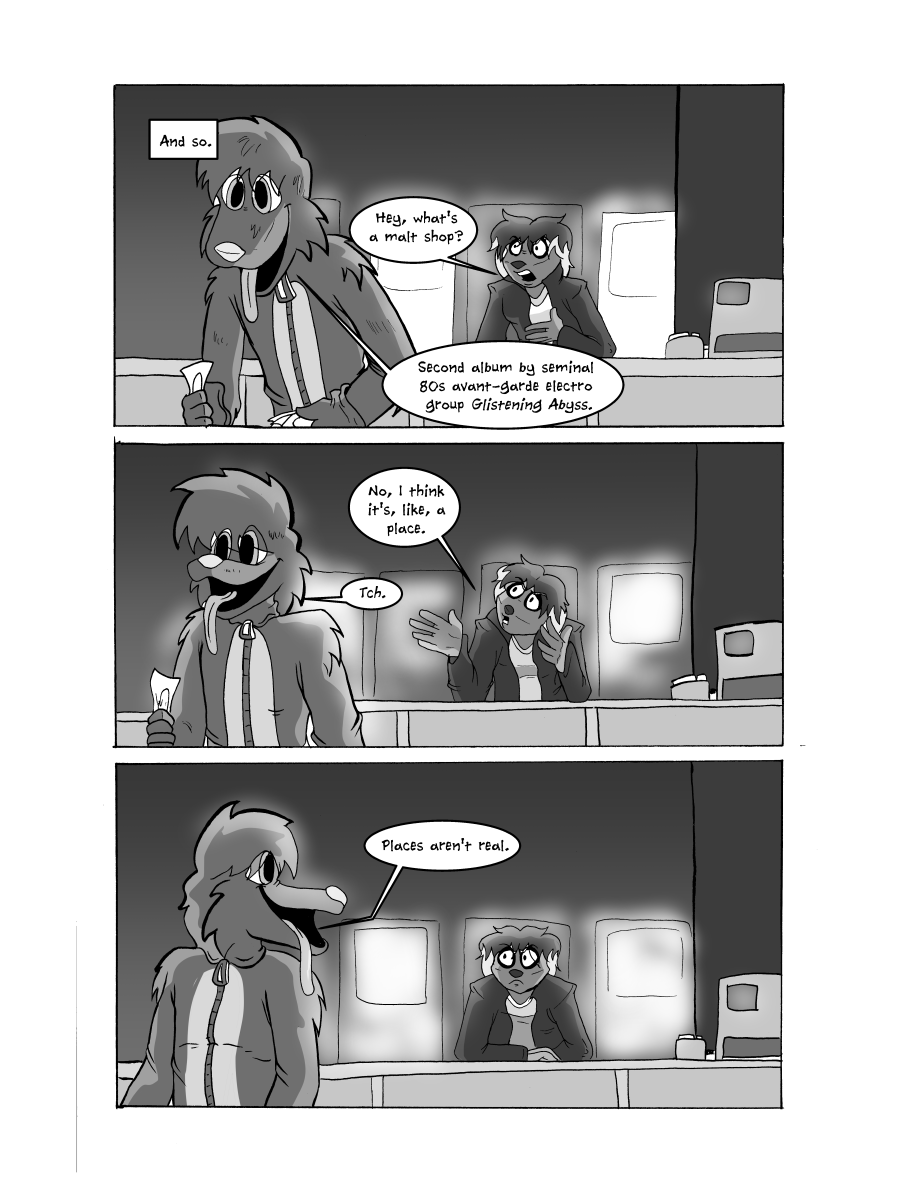 And so.
Hey, what's
a malt shop?
Second album by seminal
80s avant-garde electro
group Glistening Abyss.
No, I think
it's, like, a
place.
Tch.
Places aren't real.